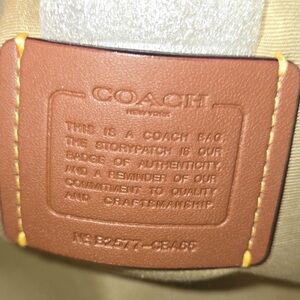 COACH
NEW YORK
THIS IS A COACH BAG.
THE STORYPATCH IS OUR
BADGE OF AUTHENTICITY
AND A REMINDER OF OUR
COMMITMENT TO QUALITY
AND CRAFTSMANSHIP.
Nº B2577-CBA66